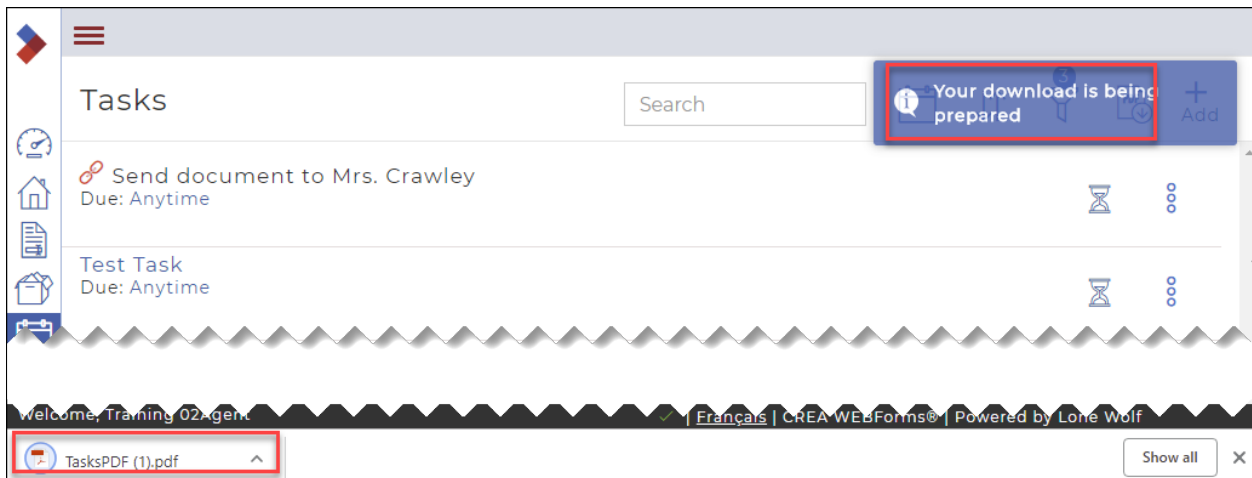 Tasks
Search
Your download is being
prepared
3
Add
Send document to Mrs. Crawley
Due: Anytime
Test Task
Due: Anytime
Welcome, Training 02Agent
| Français | CREA WEBForms® | Powered by Lone Wolf
TasksPDF (1).pdf
Show all